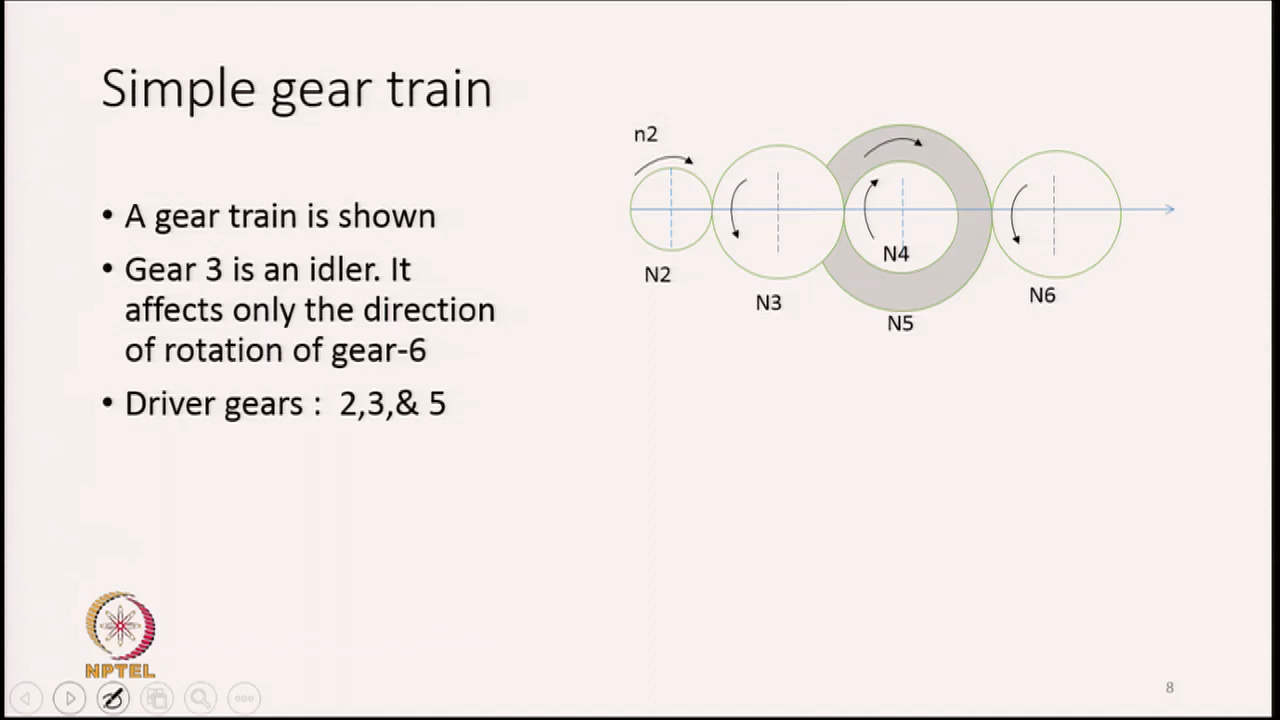 Simple gear train
• A gear train is shown
• Gear 3 is an idler. It
affects only the direction
of rotation of gear-6
• Driver gears :  2,3,& 5
n2
N2
N3
N4
N5
N6
NPTEL
8